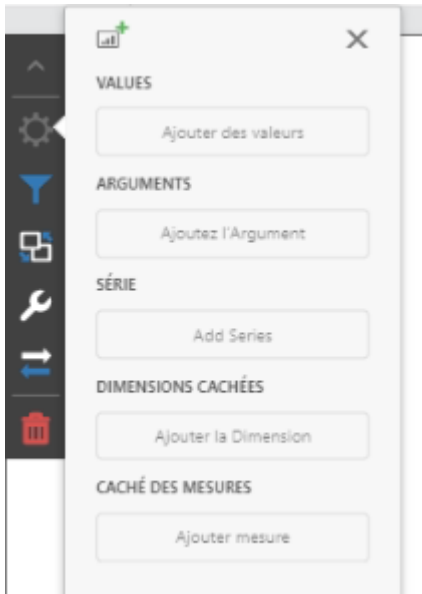 VALUES
Ajouter des valeurs
ARGUMENTS
Ajoutez l'Argument
SÉRIE
Add Series
DIMENSIONS CACHÉES
Ajouter la Dimension
CACHÉ DES MESURES
Ajouter mesure